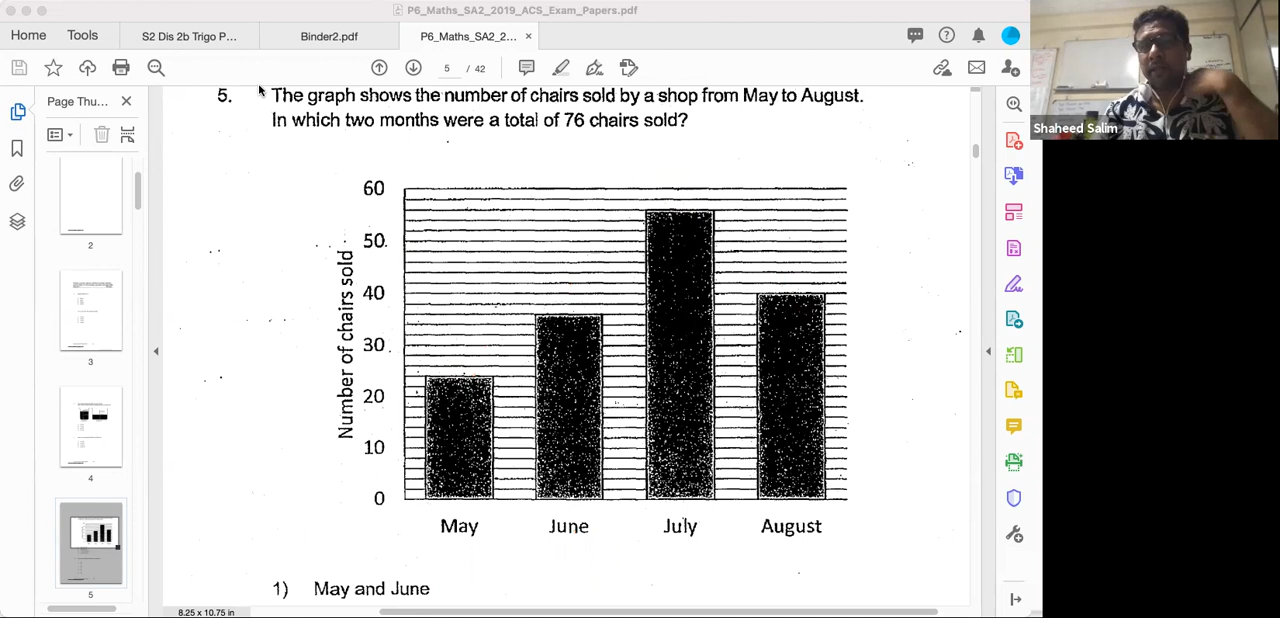 P6_Maths_SA2_2019_ACS_Exam_Papers.pdf
Home Tools S2 Dis 2b Trigo P... Binder2.pdf P6_Maths_SA2_2... ×
5 / 42
Page Thu... ×
2
3
4
5
5. The graph shows the number of chairs sold by a shop from May to August.
In which two months were a total of 76 chairs sold?
Number of chairs sold
60
50
40
30
20
10
0
May June July August
1) May and June
8.25 x 10.75 in
Shaheed Salim